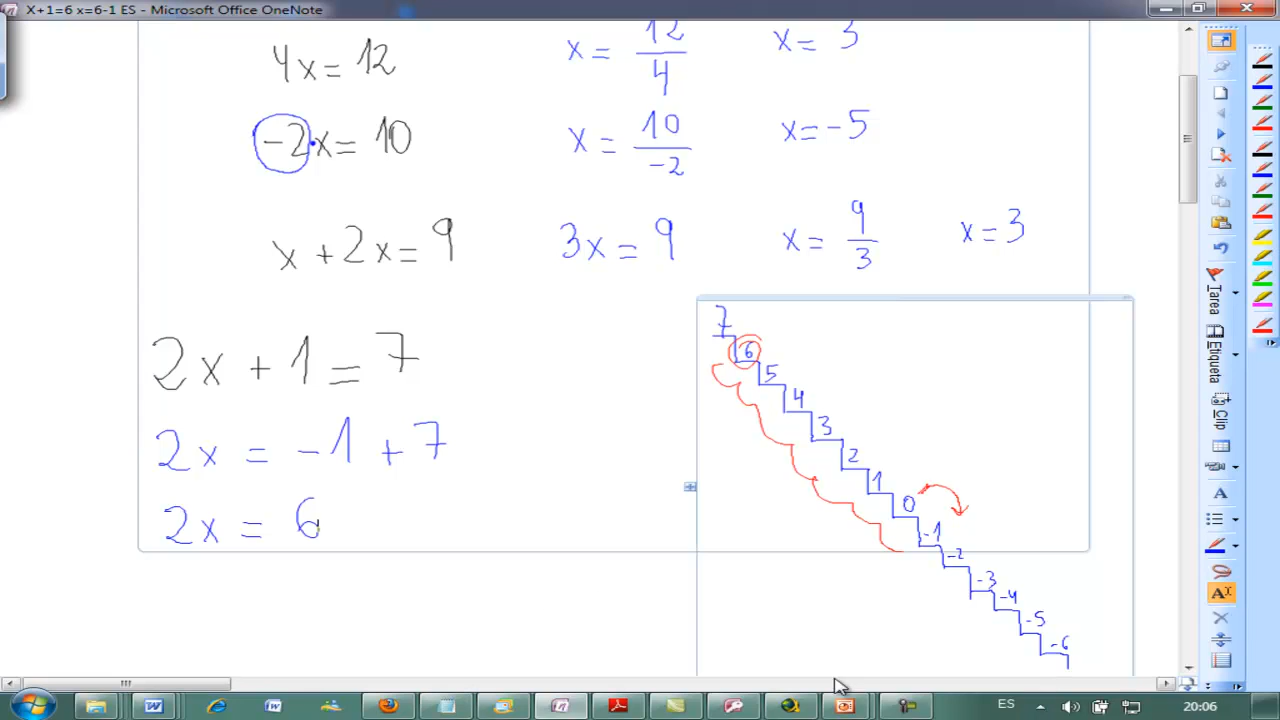 X+1=6 x=6-1 ES - Microsoft Office OneNote
4x = 12 x = 12/4 x = 3
-2·x = 10 x = 10/-2 x = -5
x + 2x = 9 3x = 9 x = 9/3 x = 3
2x + 1 = 7
2x = -1 + 7
2x = 6
7
6
5
4
3
2
1
0
-1
-2
-3
-4
-5
-6
Tarea
Etiqueta
Clip
ES 20:06